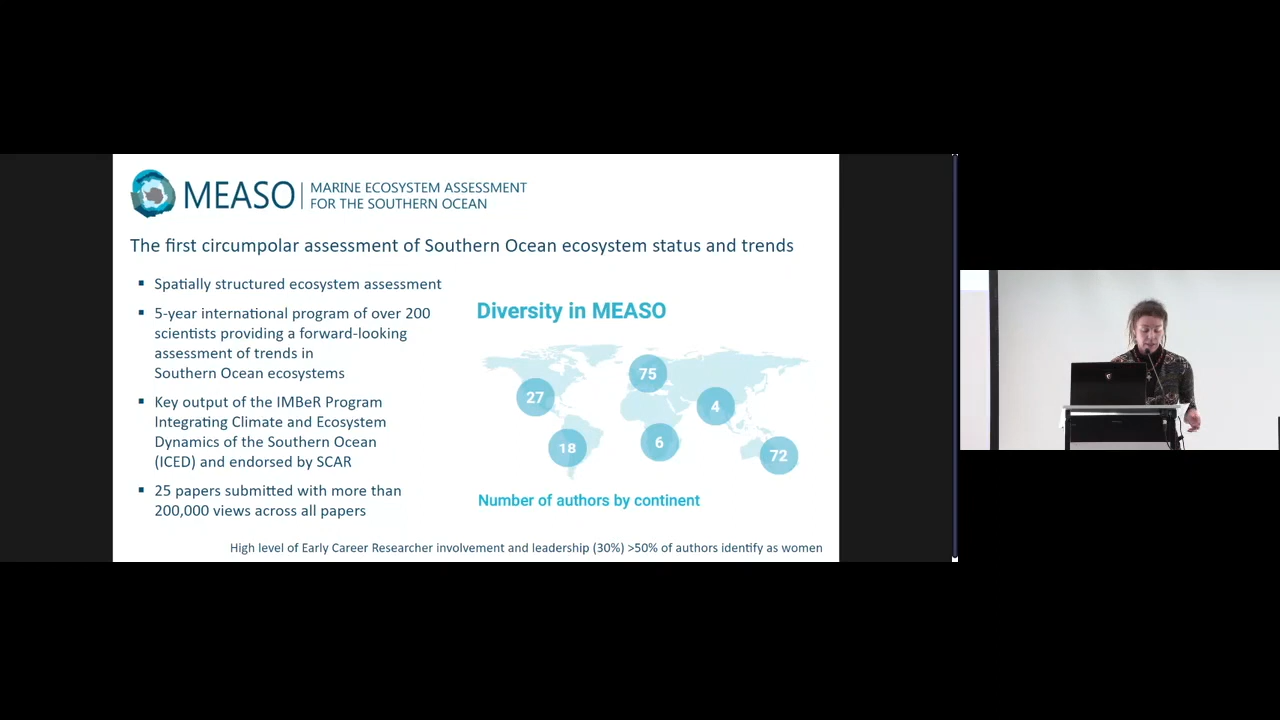 MEASO
MARINE ECOSYSTEM ASSESSMENT
FOR THE SOUTHERN OCEAN
The first circumpolar assessment of Southern Ocean ecosystem status and trends
▪ Spatially structured ecosystem assessment
▪ 5-year international program of over 200
scientists providing a forward-looking
assessment of trends in
Southern Ocean ecosystems
▪ Key output of the IMBeR Program
Integrating Climate and Ecosystem
Dynamics of the Southern Ocean
(ICED) and endorsed by SCAR
▪ 25 papers submitted with more than
200,000 views across all papers
Diversity in MEASO
75
27
4
18
6
72
Number of authors by continent
High level of Early Career Researcher involvement and leadership (30%) >50% of authors identify as women